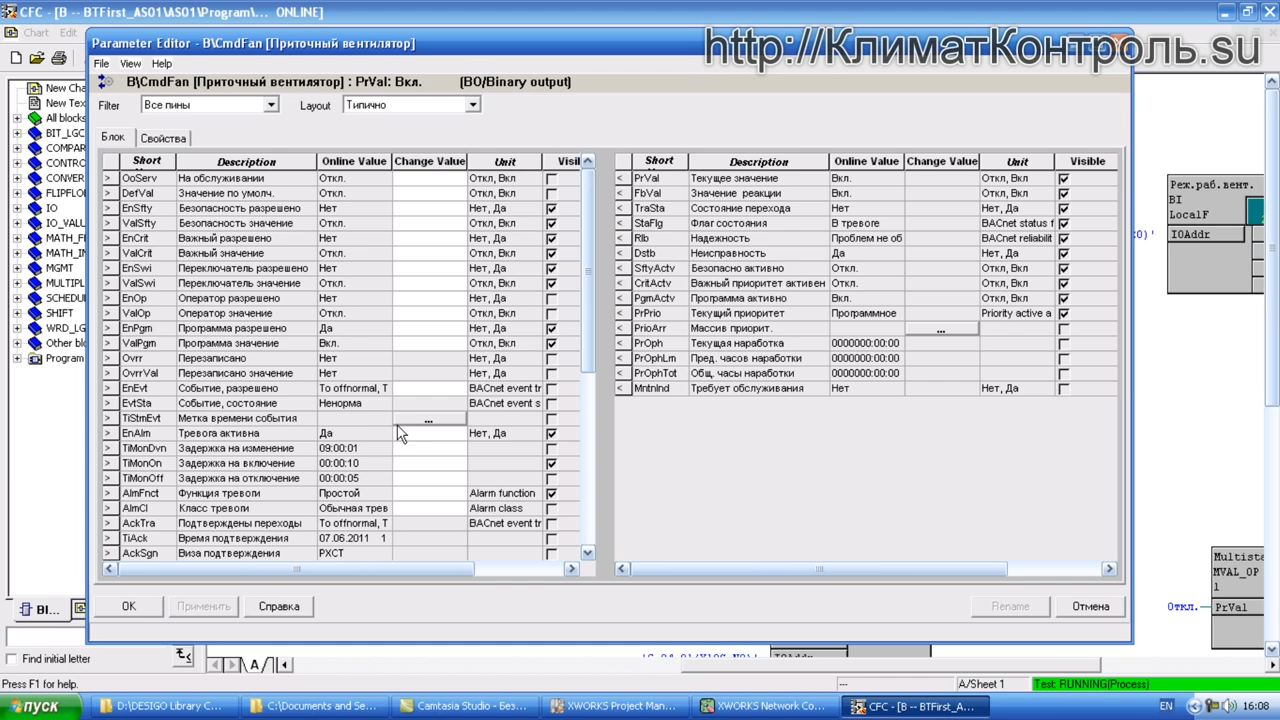 CFC - [B -- BTFirst_AS01\AS01\Program\... ONLINE]
http://КлиматКонтроль.su
Chart Edit
Parameter Editor - B\CmdFan [Приточный вентилятор]
File View Help
B\CmdFan [Приточный вентилятор] : PrVal: Вкл. (BO/Binary output)
Filter Все пины Layout Типично
Блок Свойства
Short Description Online Value Change Value Unit Visil
OoServ На обслуживании Откл. Откл, Вкл
DefVal Значение по умолч. Откл. Откл, Вкл
EnSfty Безопасность разрешено Нет Нет, Да
ValSfty Безопасность значение Откл. Откл, Вкл
EnCrit Важный разрешено Нет Нет, Да
ValCrit Важный значение Откл. Откл, Вкл
EnSwi Переключатель разрешено Нет Нет, Да
ValSwi Переключатель значение Откл. Откл, Вкл
EnOp Оператор разрешено Нет Нет, Да
ValOp Оператор значение Откл. Откл, Вкл
EnPgm Программа разрешено Да Нет, Да
ValPgm Программа значение Вкл. Откл, Вкл
Ovrr Перезаписано Нет Нет, Да
OvrrVal Перезаписано значение Нет Нет, Да
EnEvt Событие, разрешено To offnormal, T BACnet event tr
EvtSta Событие, состояние Ненорма BACnet event s
TiStmEvt Метка времени события ...
EnAlm Тревога активна Да Нет, Да
TiMonDvn Задержка на изменение 09:00:01
TiMonOn Задержка на включение 00:00:10
TiMonOff Задержка на отключение 00:00:05
AlmFnct Функция тревоги Простой Alarm function
AlmCl Класс тревоги Обычная трев Alarm class
AckTra Подтверждены переходы To offnormal, T BACnet event tr
TiAck Время подтверждения 07.06.2011 1
AckSgn Виза подтверждения PXCT
Short Description Online Value Change Value Unit Visible
PrVal Текущее значение Вкл. Откл, Вкл
FbVal Значение реакции Откл. Откл, Вкл
TraSta Состояние перехода Нет Нет, Да
StaFlg Флаг состояния В тревоге BACnet status f
Rlb Надежность Проблем не об BACnet reliabilit
Dstb Неисправность Да Нет, Да
SftyActv Безопасно активно Откл. Откл, Вкл
CritActv Важный приоритет активен Откл. Откл, Вкл
PgmActv Программа активно Вкл. Откл, Вкл
PrPrio Текущий приоритет Программное Priority active a
PrioArr Массив приорит. ...
PrOph Текущая наработка 0000000:00:00
PrOphLm Пред. часов наработки 0000000:00:00
PrOphTot Общ. часы наработки 0000000:00:00
MntnInd Требует обслуживания Нет Нет, Да
OK Применить Справка Rename Отмена
New Cha
New Tex
All blocks
BIT_LGC
COMPAR
CONTRO
CONVER
FLIPFLO
IO
IO_VALU
MATH_FI
MATH_IN
MGMT
MULTIPL
SCHEDU
SHIFT
WRD_LG
Other blo
Program
BI...
Find initial letter
Реж.раб.вент.
BI
LocalF
0)' IOAddr
Multista
MVAL_OP
1
Откл. PrVal
IOAddr
A
Press F1 for help. --- A/Sheet 1 Test: RUNNING(Process)
пуск D:\DESIGO Library C... C:\Documents and Se... Camtasia Studio - Без... XWORKS Project Man... XWORKS Network Co... CFC - [B -- BTFirst_A... EN 16:08